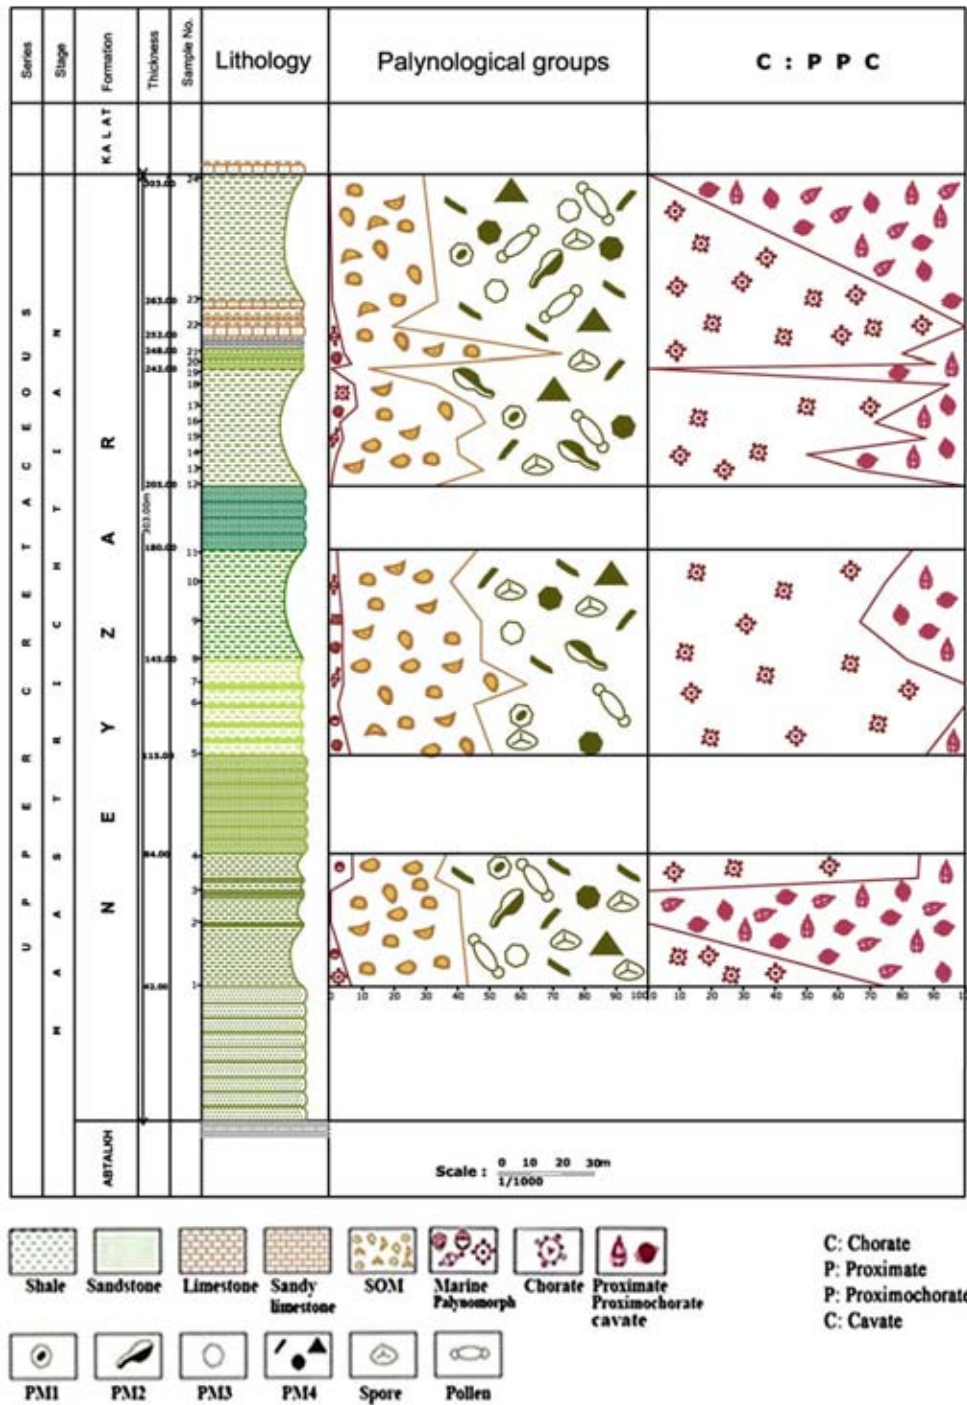 Series
Stage
Formation
Thickness
Sample No.
Lithology
Palynological groups
C : P P C
UPPER CRETACEOUS
MAASTRICHTIAN
KALAT
NEYZAR
ABTALKH
303.00
263.00
248.00
242.00
201.00
303.00m
180.00
145.00
115.00
84.00
24
23
22
21
20
19
18
17
16
15
14
13
12
11
10
9
8
7
6
5
4
3
2
1
0 10 20 30 40 50 60 70 80 90 100
0 10 20 30 40 50 60 70 80 90 1
Scale : 0 10 20 30m
1/1000
Shale
Sandstone
Limestone
Sandy limestone
SOM
Marine Palynomorph
Chorate
Proximate Proximochorate cavate
C: Chorate
P: Proximate
P: Proximochorate
C: Cavate
PM1
PM2
PM3
PM4
Spore
Pollen